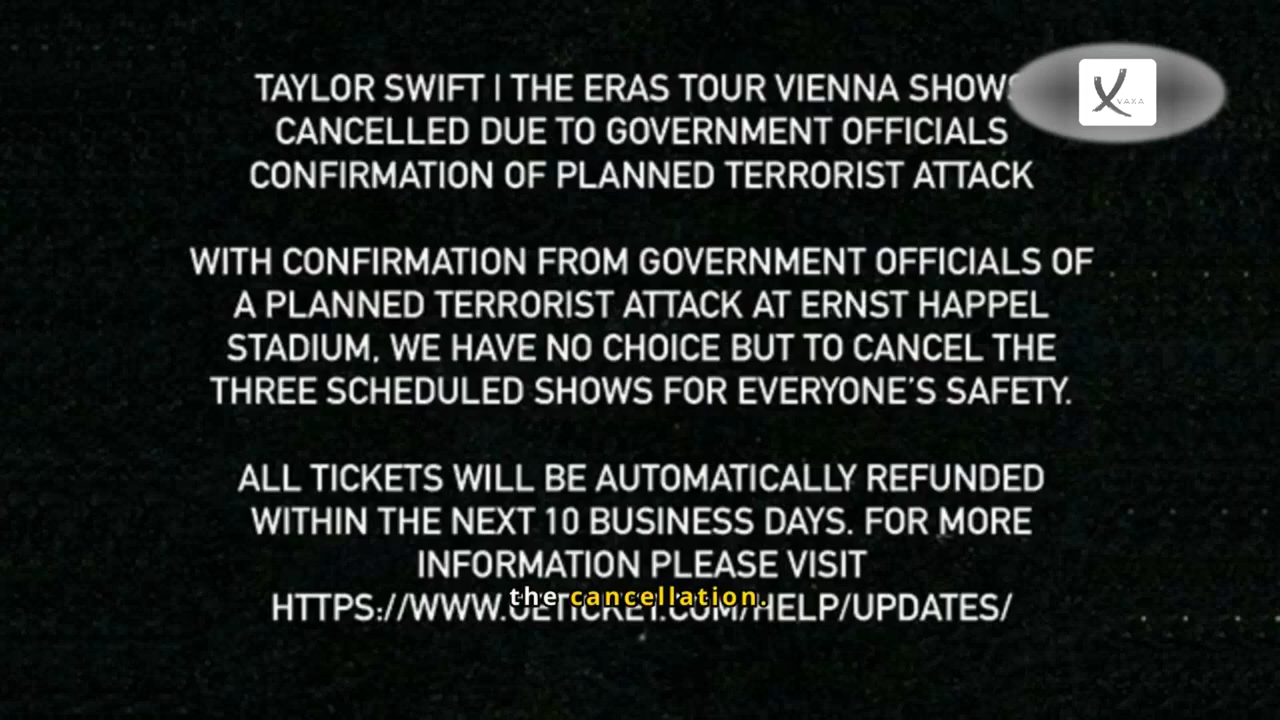 TAYLOR SWIFT | THE ERAS TOUR VIENNA SHOWS
CANCELLED DUE TO GOVERNMENT OFFICIALS
CONFIRMATION OF PLANNED TERRORIST ATTACK
WITH CONFIRMATION FROM GOVERNMENT OFFICIALS OF
A PLANNED TERRORIST ATTACK AT ERNST HAPPEL
STADIUM, WE HAVE NO CHOICE BUT TO CANCEL THE
THREE SCHEDULED SHOWS FOR EVERYONE'S SAFETY.
ALL TICKETS WILL BE AUTOMATICALLY REFUNDED
WITHIN THE NEXT 10 BUSINESS DAYS. FOR MORE
INFORMATION PLEASE VISIT
the cancellation.
HTTPS://WWW.OETICKET.COM/HELP/UPDATES/
VAXA